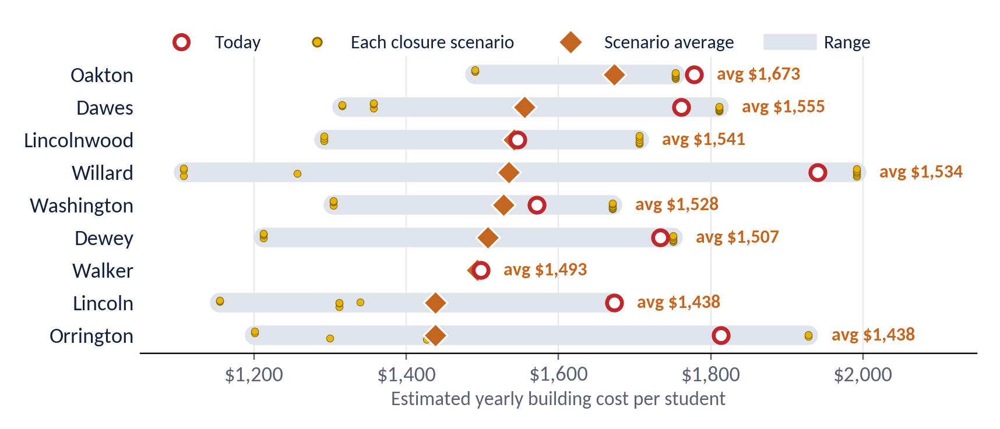 Today Each closure scenario Scenario average Range
Oakton avg $1,673
Dawes avg $1,555
Lincolnwood avg $1,541
Willard avg $1,534
Washington avg $1,528
Dewey avg $1,507
Walker avg $1,493
Lincoln avg $1,438
Orrington avg $1,438
$1,200 $1,400 $1,600 $1,800 $2,000
Estimated yearly building cost per student